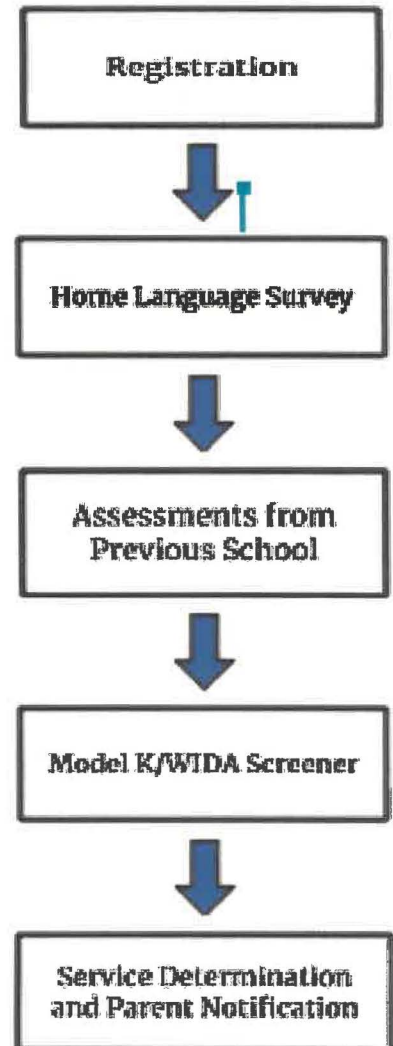 Registration
Home Language Survey
Assessments from
Previous School
Model K/WIDA Screener
Service Determination
and Parent Notification